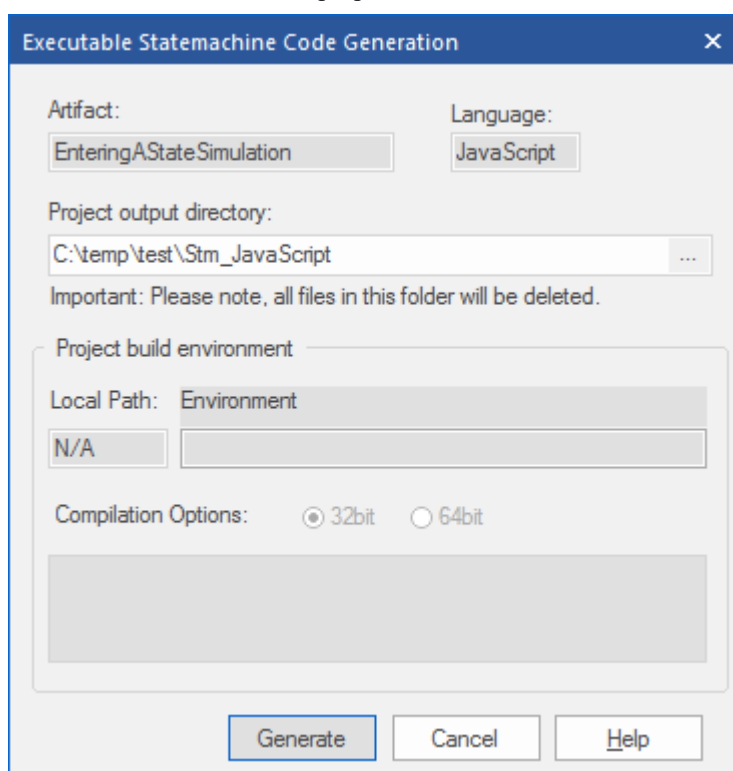 Executable Statemachine Code Generation
Artifact: Language:
EnteringAStateSimulation JavaScript
Project output directory:
C:\temp\test\Stm_JavaScript ...
Important: Please note, all files in this folder will be deleted.
Project build environment
Local Path: Environment
N/A
Compilation Options: 32bit 64bit
Generate Cancel Help